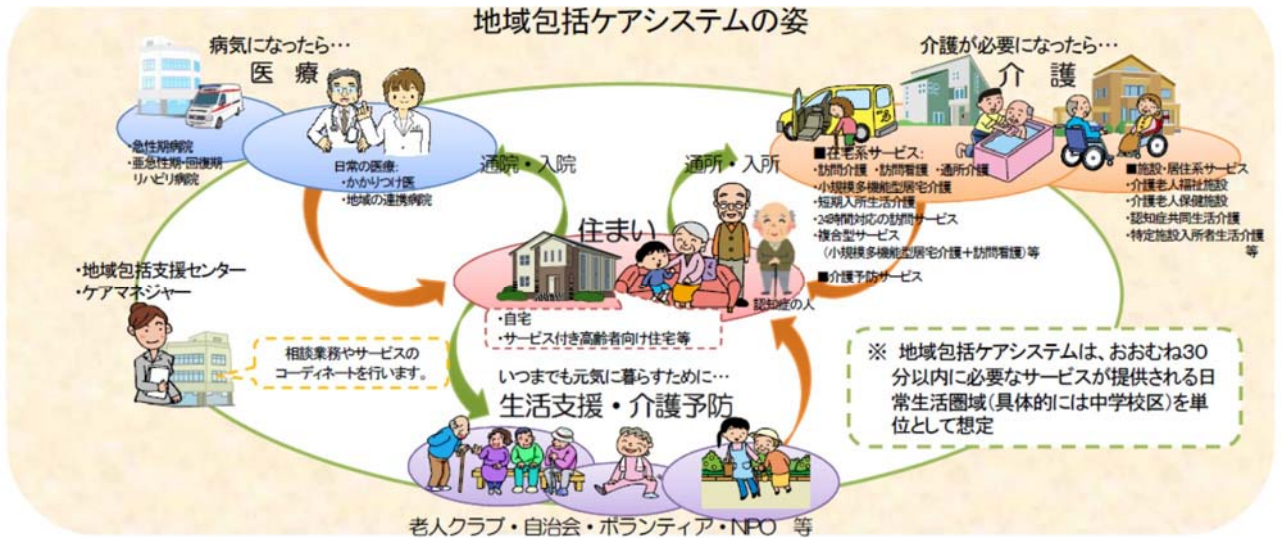 地域包括ケアシステムの姿
病気になったら…
医 療
・急性期病院
・亜急性期・回復期
リハビリ病院
日常の医療:
・かかりつけ医
・地域の連携病院
通院・入院
通所・入所
介護が必要になったら…
介 護
■在宅系サービス:
・訪問介護 ・訪問看護 ・通所介護
・小規模多機能型居宅介護
・短期入所生活介護
・24時間対応の訪問サービス
・複合型サービス
(小規模多機能型居宅介護+訪問看護)等
■介護予防サービス
■施設・居住系サービス
・介護老人福祉施設
・介護老人保健施設
・認知症共同生活介護
・特定施設入所者生活介護
等
住まい
認知症の人
・自宅
・サービス付き高齢者向け住宅等
・地域包括支援センター
・ケアマネジャー
相談業務やサービスの
コーディネートを行います。
いつまでも元気に暮らすために…
生活支援・介護予防
老人クラブ・自治会・ボランティア・NPO 等
※ 地域包括ケアシステムは、おおむね30
分以内に必要なサービスが提供される日
常生活圏域(具体的には中学校区)を単
位として想定